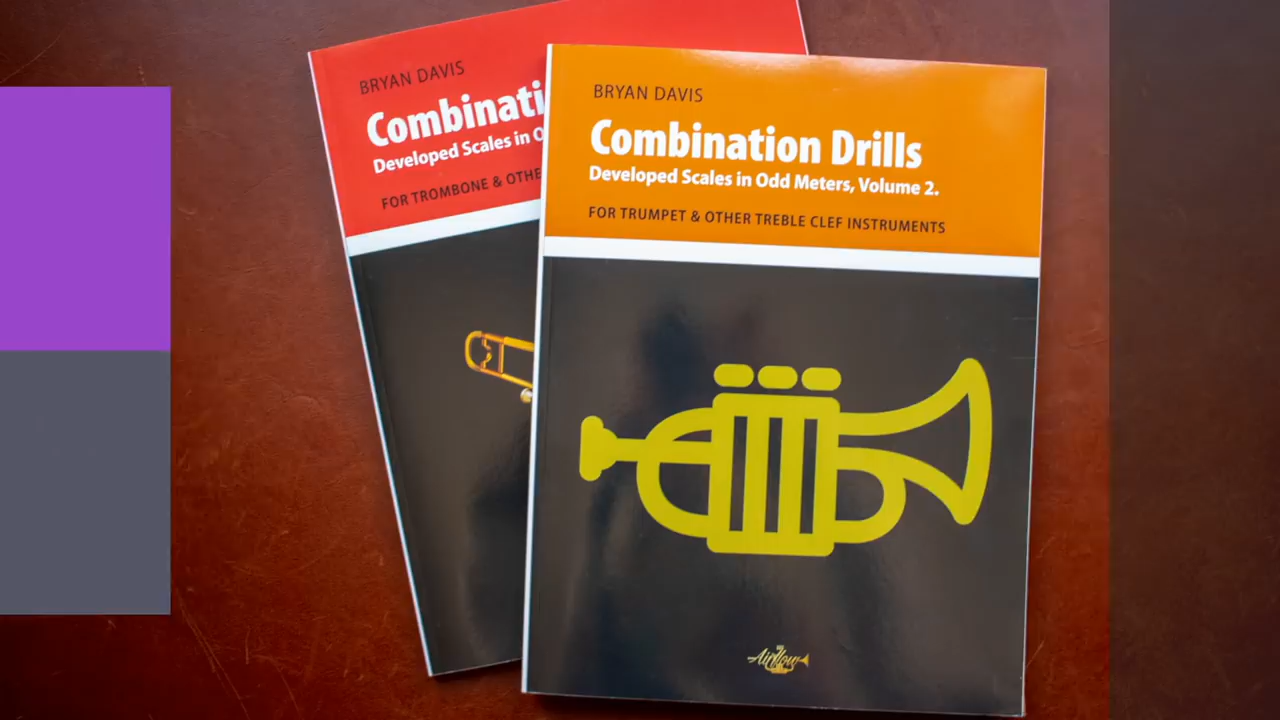 BRYAN DAVIS
Combinati
Developed Scales in O
FOR TROMBONE & OTHE
BRYAN DAVIS
Combination Drills
Developed Scales in Odd Meters, Volume 2.
FOR TRUMPET & OTHER TREBLE CLEF INSTRUMENTS
Airflow